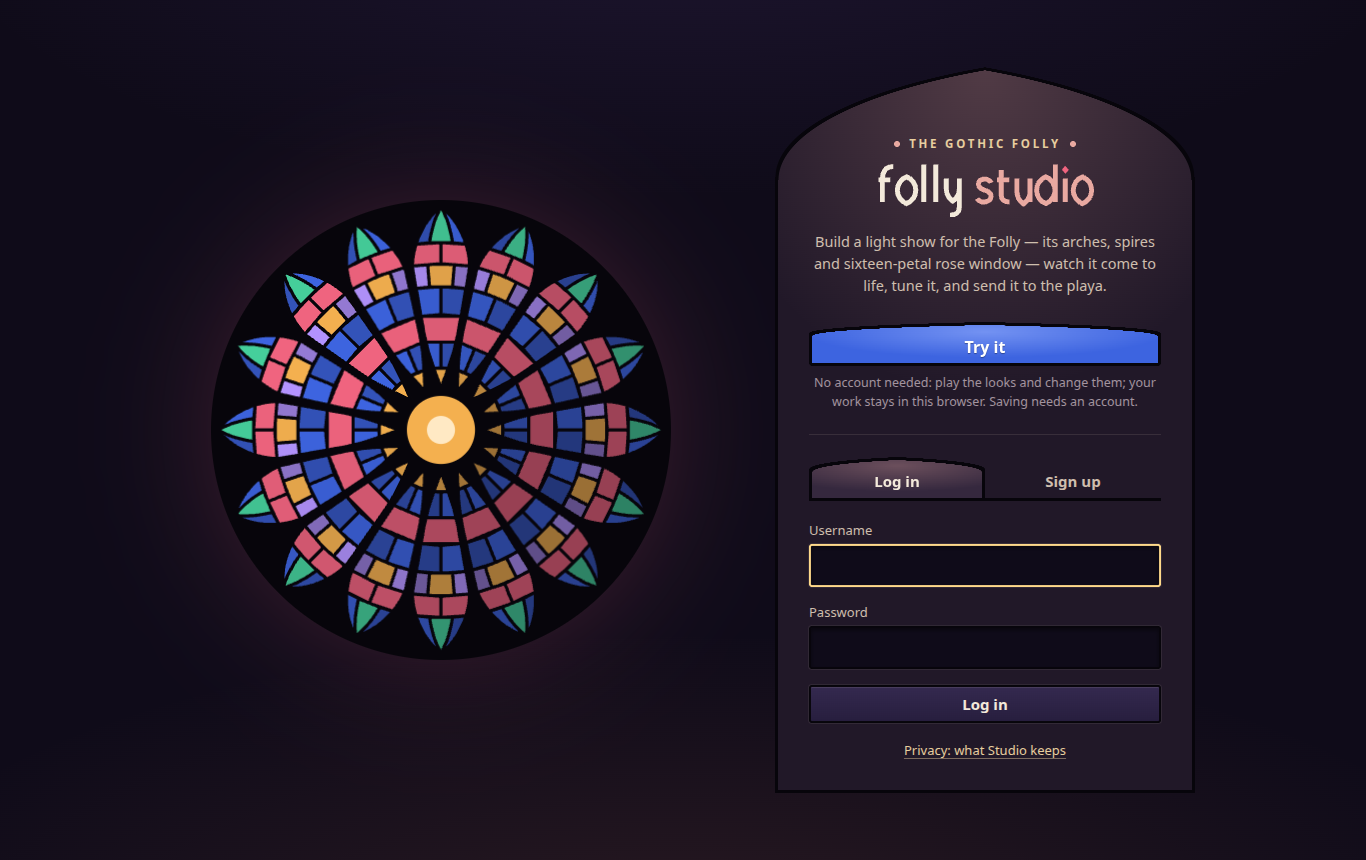 THE GOTHIC FOLLY
folly studio
Build a light show for the Folly — its arches, spires
and sixteen-petal rose window — watch it come to
life, tune it, and send it to the playa.
Try it
No account needed: play the looks and change them; your
work stays in this browser. Saving needs an account.
Log in
Sign up
Username
Password
Log in
Privacy: what Studio keeps